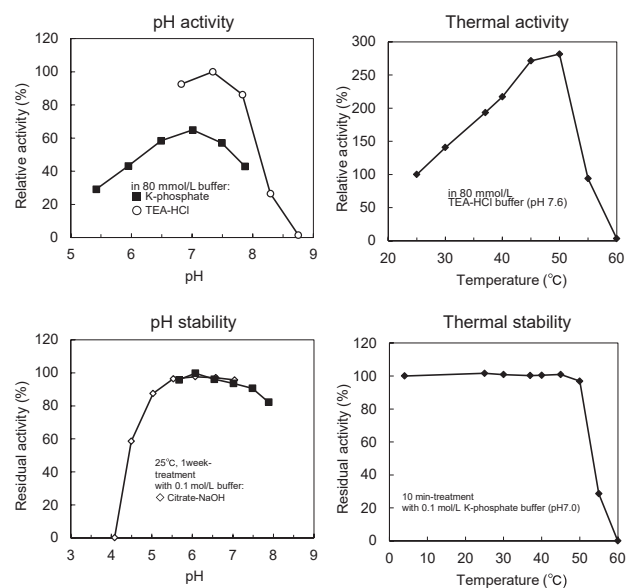 pH activity
Relative activity (%)
120
100
80
60
40
20
0
in 80 mmol/L buffer:
K-phosphate
TEA-HCl
5 6 7 8 9
pH
Thermal activity
Relative activity (%)
300
250
200
150
100
50
0
in 80 mmol/L
TEA-HCl buffer (pH 7.6)
20 30 40 50 60
Temperature (℃)
pH stability
Residual activity (%)
120
100
80
60
40
20
0
25℃, 1week-
treatment
with 0.1 mol/L buffer:
Citrate-NaOH
3 4 5 6 7 8 9
pH
Thermal stability
Residual activity (%)
120
100
80
60
40
20
0
10 min-treatment
with 0.1 mol/L K-phosphate buffer (pH7.0)
0 10 20 30 40 50 60
Temperature (℃)